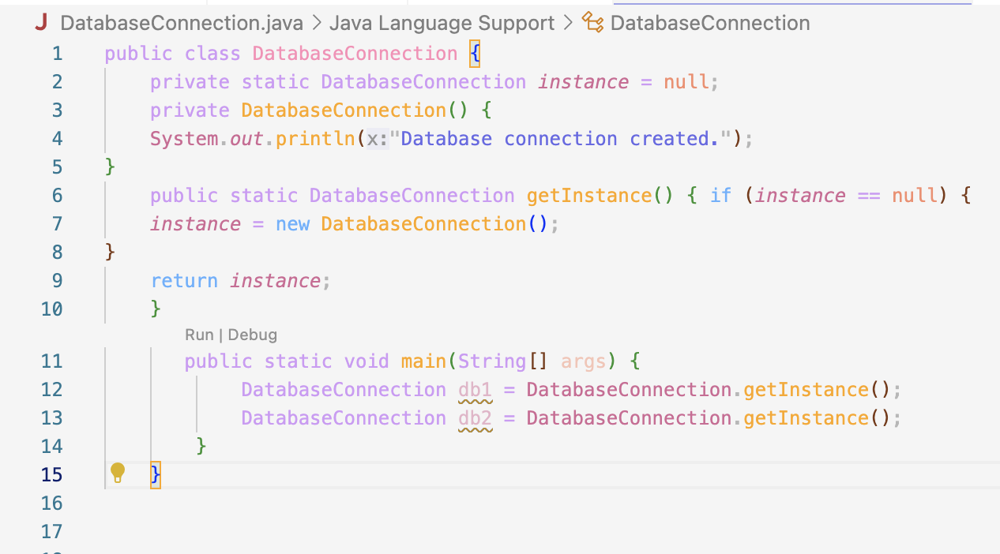 J DatabaseConnection.java > Java Language Support > DatabaseConnection
1 public class DatabaseConnection {
2 private static DatabaseConnection instance = null;
3 private DatabaseConnection() {
4 System.out.println(x:"Database connection created.");
5 }
6 public static DatabaseConnection getInstance() { if (instance == null) {
7 instance = new DatabaseConnection();
8 }
9 return instance;
10 }
Run | Debug
11 public static void main(String[] args) {
12 DatabaseConnection db1 = DatabaseConnection.getInstance();
13 DatabaseConnection db2 = DatabaseConnection.getInstance();
14 }
15 }
16
17